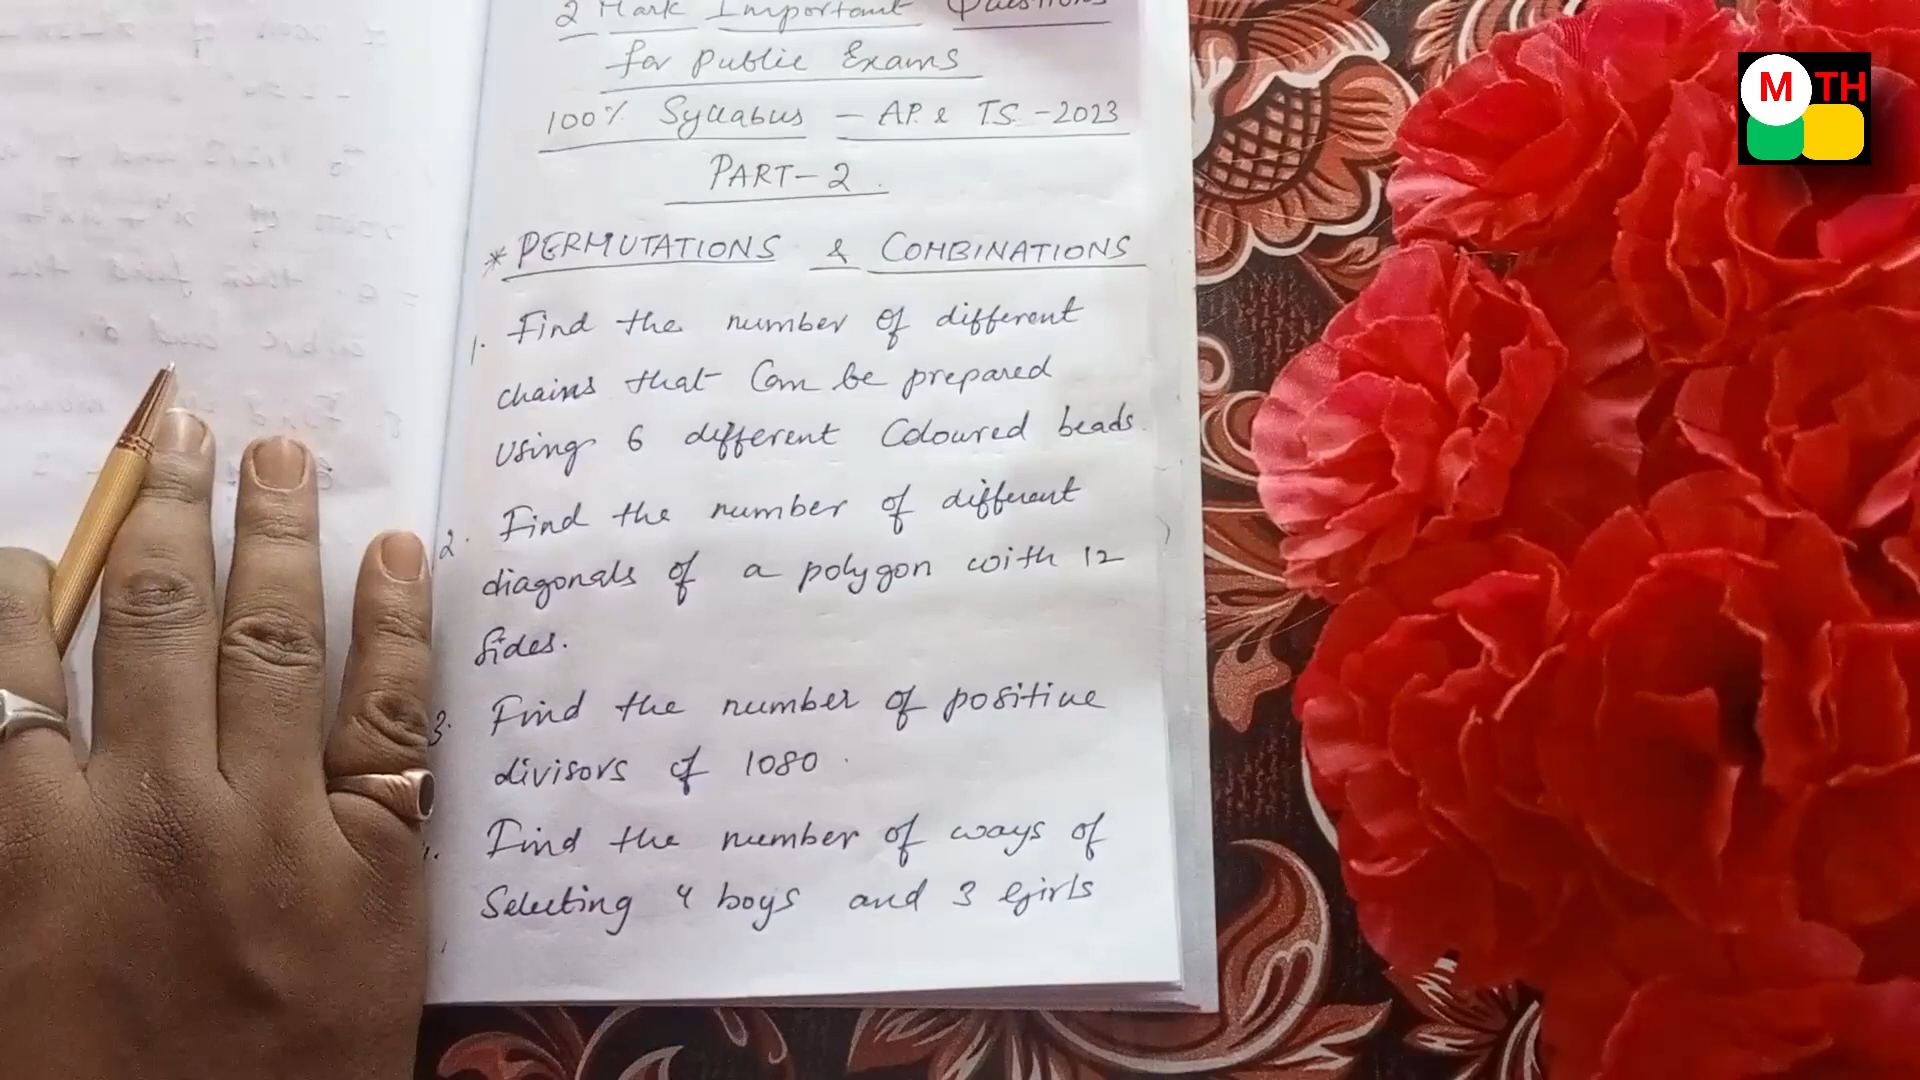 2 Mark Important Questions
for public Exams
100% Syllabus - AP & TS - 2023
PART - 2
* PERMUTATIONS & COMBINATIONS
1. Find the number of different
chains that Can be prepared
using 6 different Coloured beads.
2. Find the number of different
diagonals of a polygon with 12
sides.
3. Find the number of positive
divisors of 1080.
Find the number of ways of
Selecting 4 boys and 3 girls
M TH